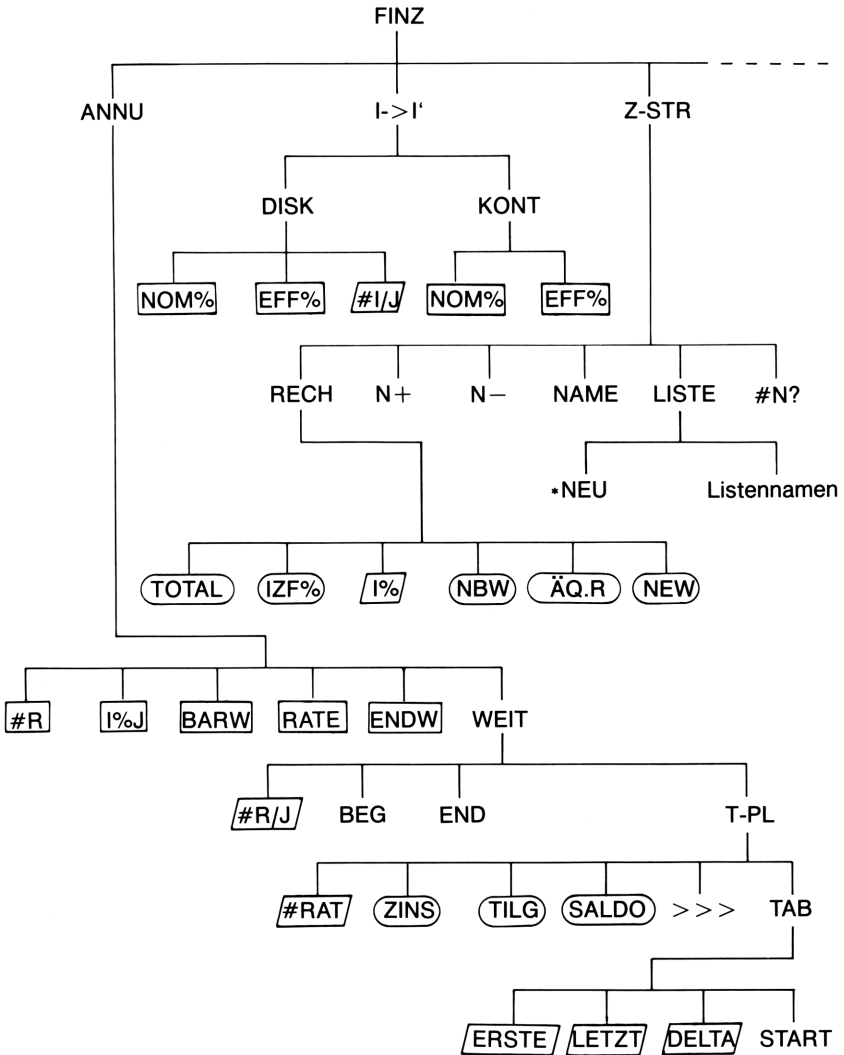 FINZ
ANNU I->I‘ Z-STR
DISK KONT
NOM% EFF% #I/J NOM% EFF%
RECH N+ N− NAME LISTE #N?
*NEU Listennamen
TOTAL IZF% I% NBW ÄQ.R NEW
#R I%J BARW RATE ENDW WEIT
#R/J BEG END T-PL
#RAT ZINS TILG SALDO >>> TAB
ERSTE LETZT DELTA START